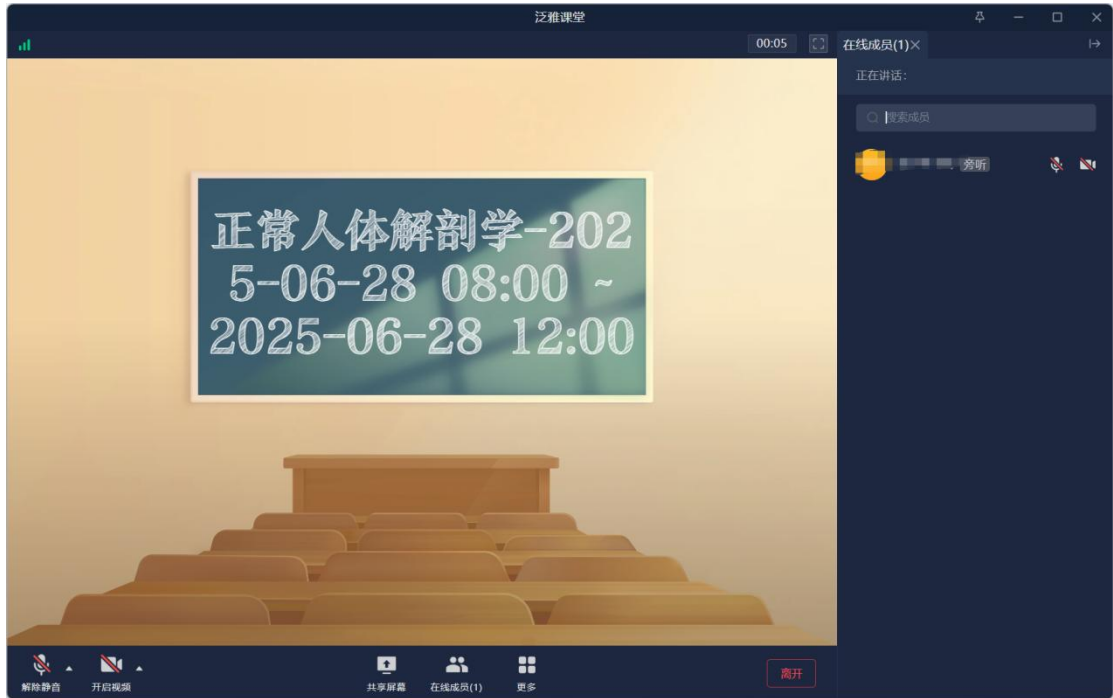 泛雅课堂
00:05
在线成员(1)
正在讲话:
搜索成员
旁听
正常人体解剖学-202
5-06-28 08:00 ~
2025-06-28 12:00
解除静音
开启视频
共享屏幕
在线成员(1)
更多
离开